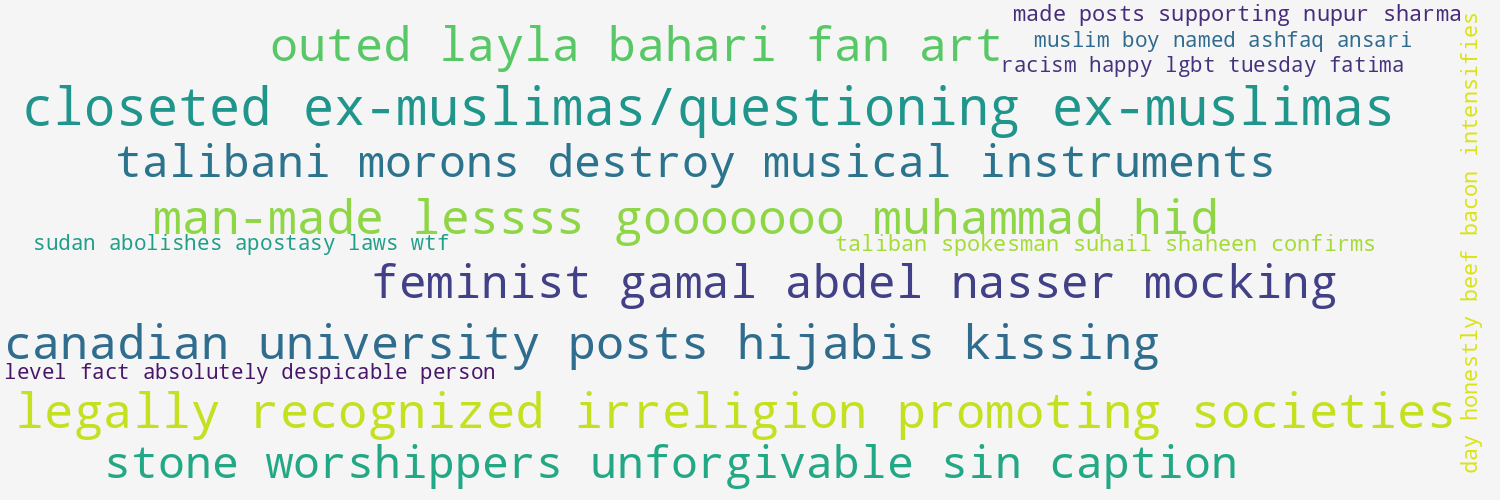 made posts supporting nupur sharma
outed layla bahari fan art
muslim boy named ashfaq ansari
racism happy lgbt tuesday fatima
closeted ex-muslimas/questioning ex-muslimas
talibani morons destroy musical instruments
man-made lessss gooooooo muhammad hid
sudan abolishes apostasy laws wtf
taliban spokesman suhail shaheen confirms
feminist gamal abdel nasser mocking
canadian university posts hijabis kissing
level fact absolutely despicable person
legally recognized irreligion promoting societies
stone worshippers unforgivable sin caption
day honestly beef bacon intensifies